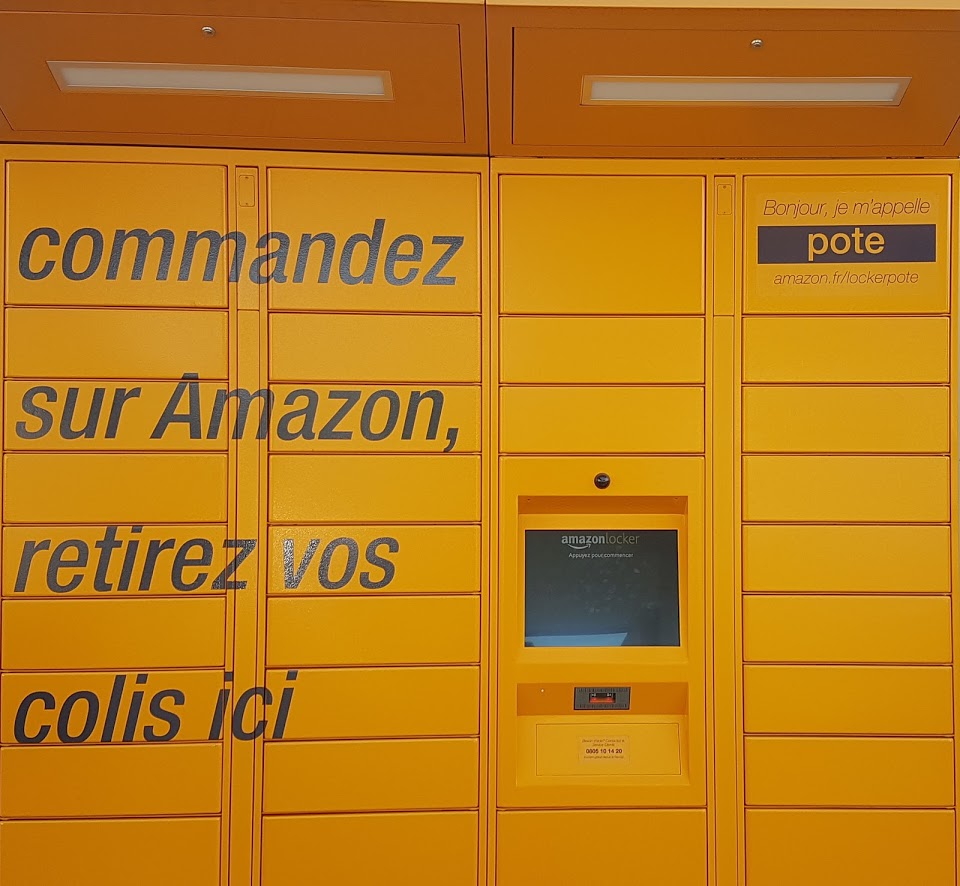 commandez
sur Amazon,
retirez vos
colis ici
Bonjour, je m'appelle
pote
amazon.fr/lockerpote
amazonlocker
Appuyez pour commencer
0805 10 14 20